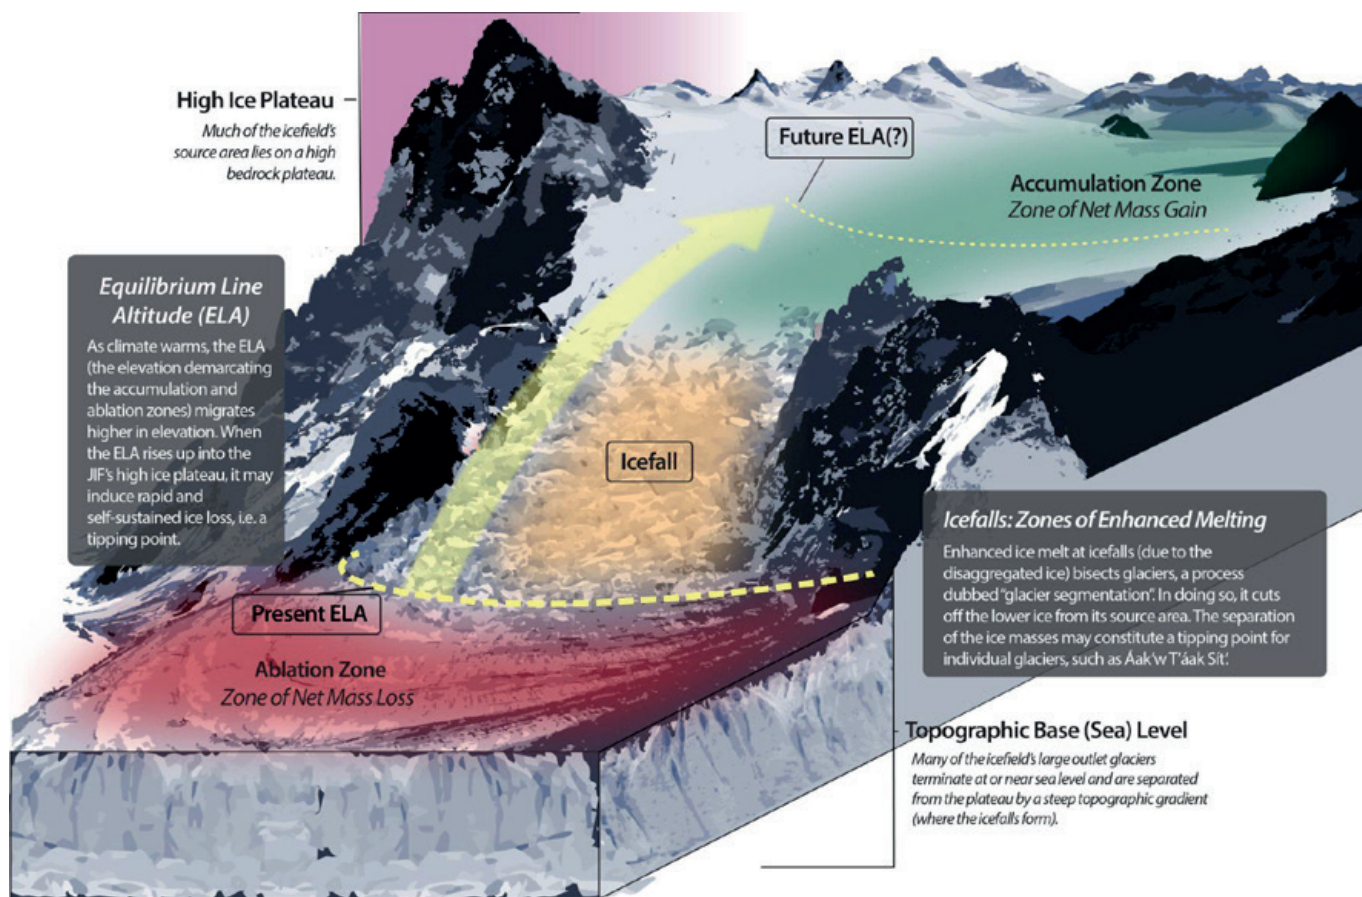 High Ice Plateau
Much of the icefield's
source area lies on a high
bedrock plateau.
Future ELA(?)
Accumulation Zone
Zone of Net Mass Gain
Equilibrium Line
Altitude (ELA)
As climate warms, the ELA
(the elevation demarcating
the accumulation and
ablation zones) migrates
higher in elevation. When
the ELA rises up into the
JIF's high ice plateau, it may
induce rapid and
self-sustained ice loss, i.e. a
tipping point.
Icefall
Present ELA
Ablation Zone
Zone of Net Mass Loss
Icefalls: Zones of Enhanced Melting
Enhanced ice melt at icefalls (due to the
disaggregated ice) bisects glaciers, a process
dubbed "glacier segmentation". In doing so, it cuts
off the lower ice from its source area. The separation
of the ice masses may constitute a tipping point for
individual glaciers, such as Áak'w T'áak Sít'.
Topographic Base (Sea) Level
Many of the icefield's large outlet glaciers
terminate at or near sea level and are separated
from the plateau by a steep topographic gradient
(where the icefalls form).